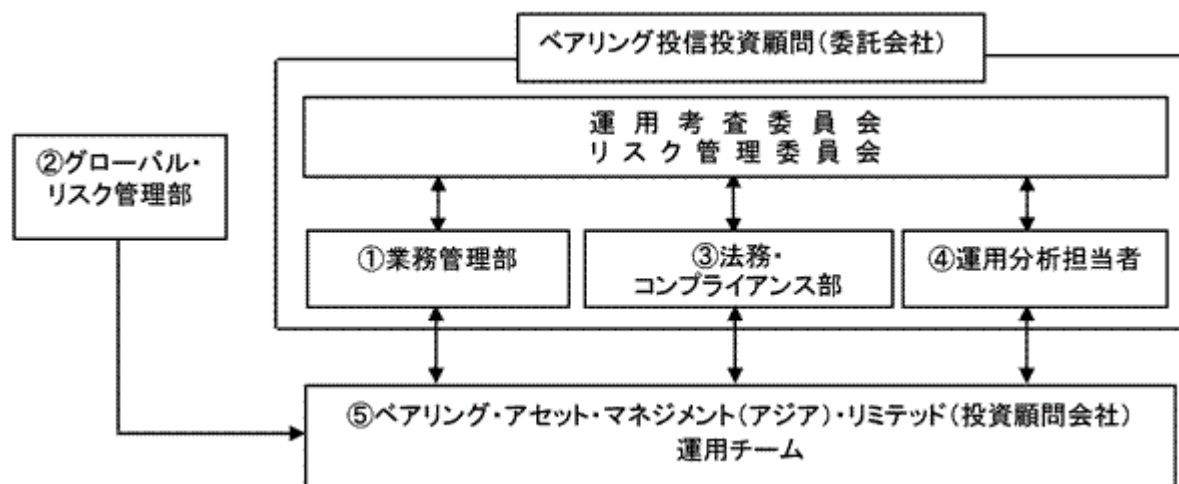 ベアリング投信投資顧問(委託会社)
運用考査委員会
リスク管理委員会
②グローバル・
リスク管理部
①業務管理部
③法務・
コンプライアンス部
④運用分析担当者
⑤ベアリング・アセット・マネジメント(アジア)・リミテッド(投資顧問会社)
運用チーム